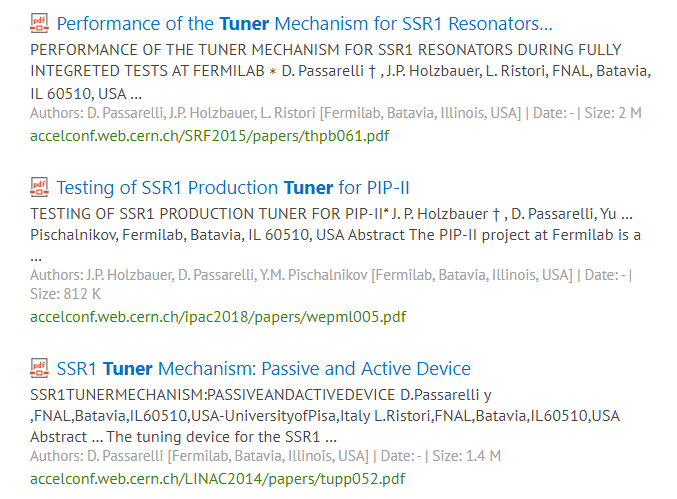 Performance of the Tuner Mechanism for SSR1 Resonators...
PERFORMANCE OF THE TUNER MECHANISM FOR SSR1 RESONATORS DURING FULLY
INTEGRETED TESTS AT FERMILAB ∗ D. Passarelli † , J.P. Holzbauer, L. Ristori, FNAL, Batavia,
IL 60510, USA ...
Authors: D. Passarelli, J.P. Holzbauer, L. Ristori [Fermilab, Batavia, Illinois, USA] | Date: - | Size: 2 M
accelconf.web.cern.ch/SRF2015/papers/thpb061.pdf
Testing of SSR1 Production Tuner for PIP-II
TESTING OF SSR1 PRODUCTION TUNER FOR PIP-II* J. P. Holzbauer † , D. Passarelli, Yu ...
Pischalnikov, Fermilab, Batavia, IL 60510, USA Abstract The PIP-II project at Fermilab is a
...
Authors: J.P. Holzbauer, D. Passarelli, Y.M. Pischalnikov [Fermilab, Batavia, Illinois, USA] | Date: - |
Size: 812 K
accelconf.web.cern.ch/ipac2018/papers/wepml005.pdf
SSR1 Tuner Mechanism: Passive and Active Device
SSR1TUNERMECHANISM:PASSIVEANDACTIVEDEVICE D.Passarelli y
,FNAL,Batavia,IL60510,USA-UniversityofPisa,Italy L.Ristori,FNAL,Batavia,IL60510,USA
Abstract ... The tuning device for the SSR1 ...
Authors: D. Passarelli [Fermilab, Batavia, Illinois, USA] | Date: - | Size: 1.4 M
accelconf.web.cern.ch/LINAC2014/papers/tupp052.pdf